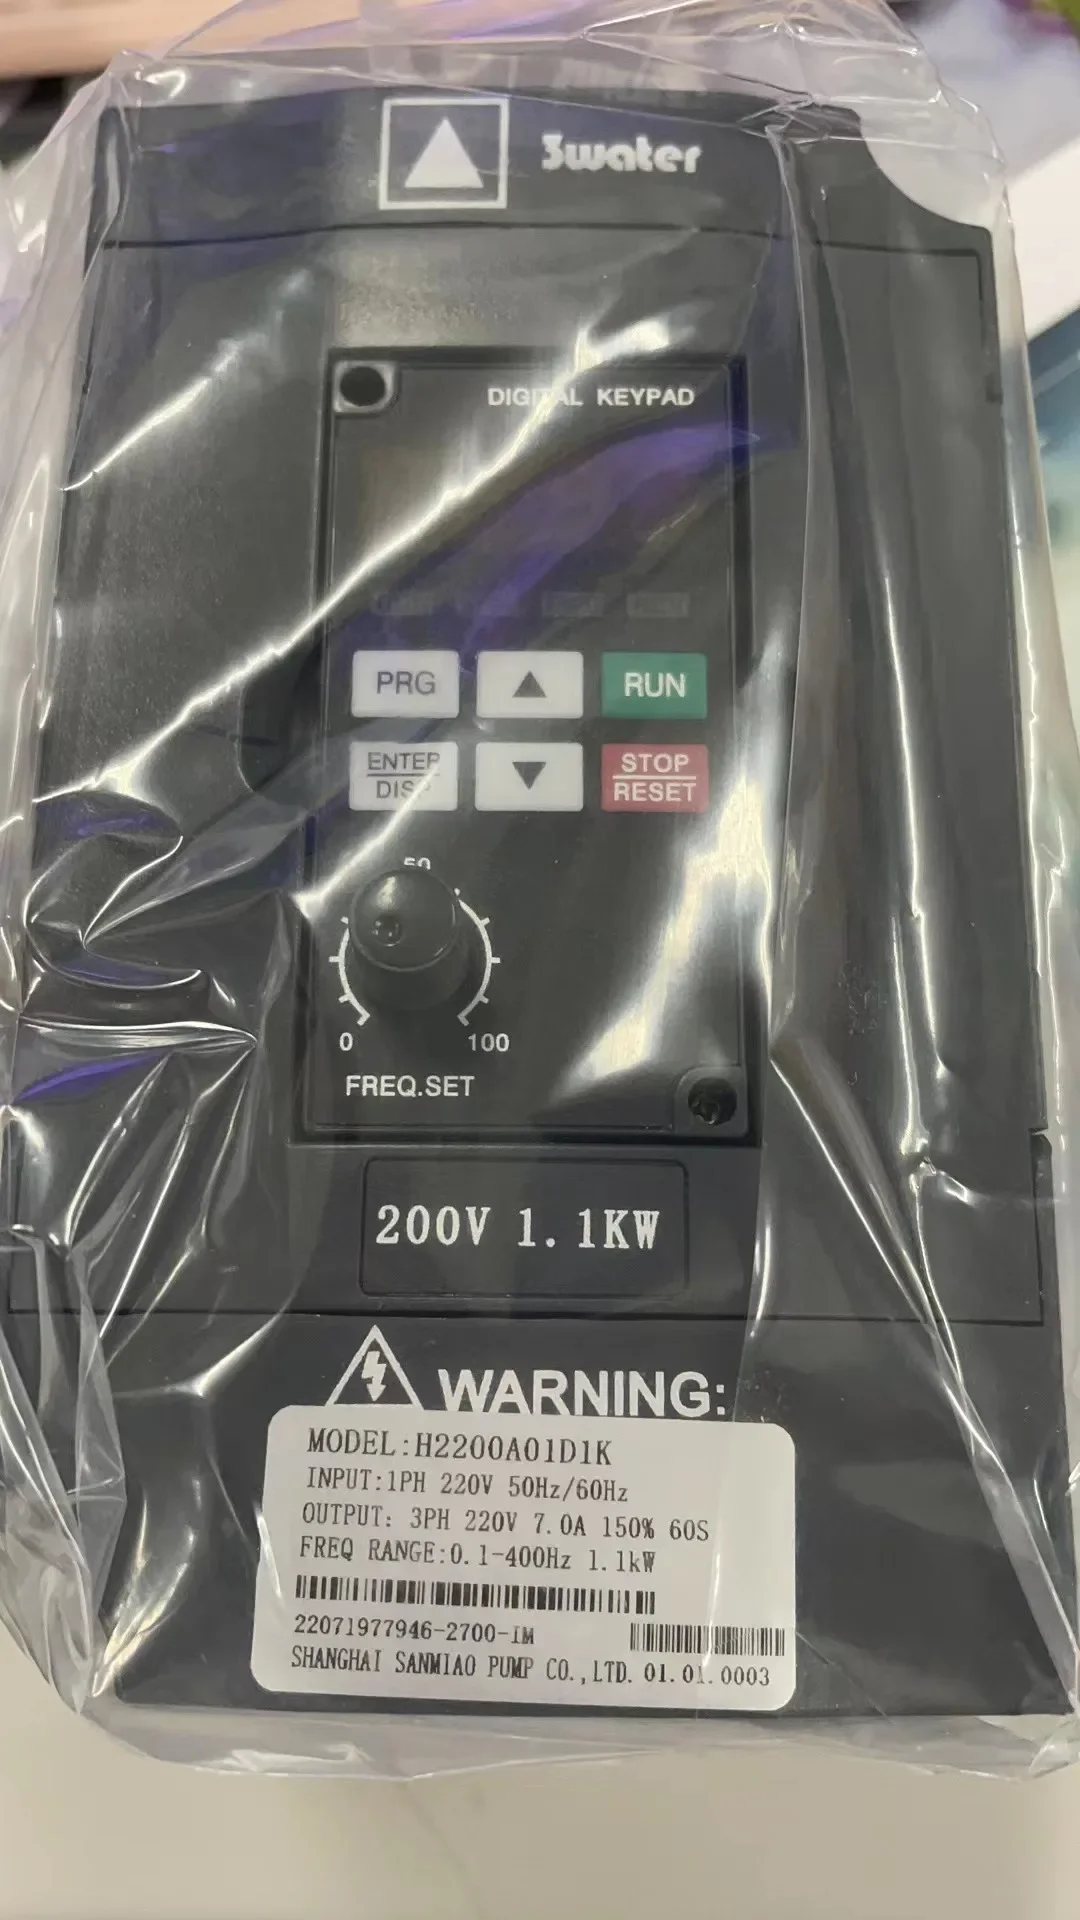 3water
DIGITAL KEYPAD
PRG ▲ RUN
ENTER STOP
DISP ▼ RESET
50
0 100
FREQ.SET
200V 1.1KW
WARNING:
MODEL:H2200A01D1K
INPUT:1PH 220V 50Hz/60Hz
OUTPUT: 3PH 220V 7.0A 150% 60S
FREQ RANGE:0.1-400Hz 1.1kW
22071977946-2700-IM
SHANGHAI SANMIAO PUMP CO.,LTD. 01.01.0003